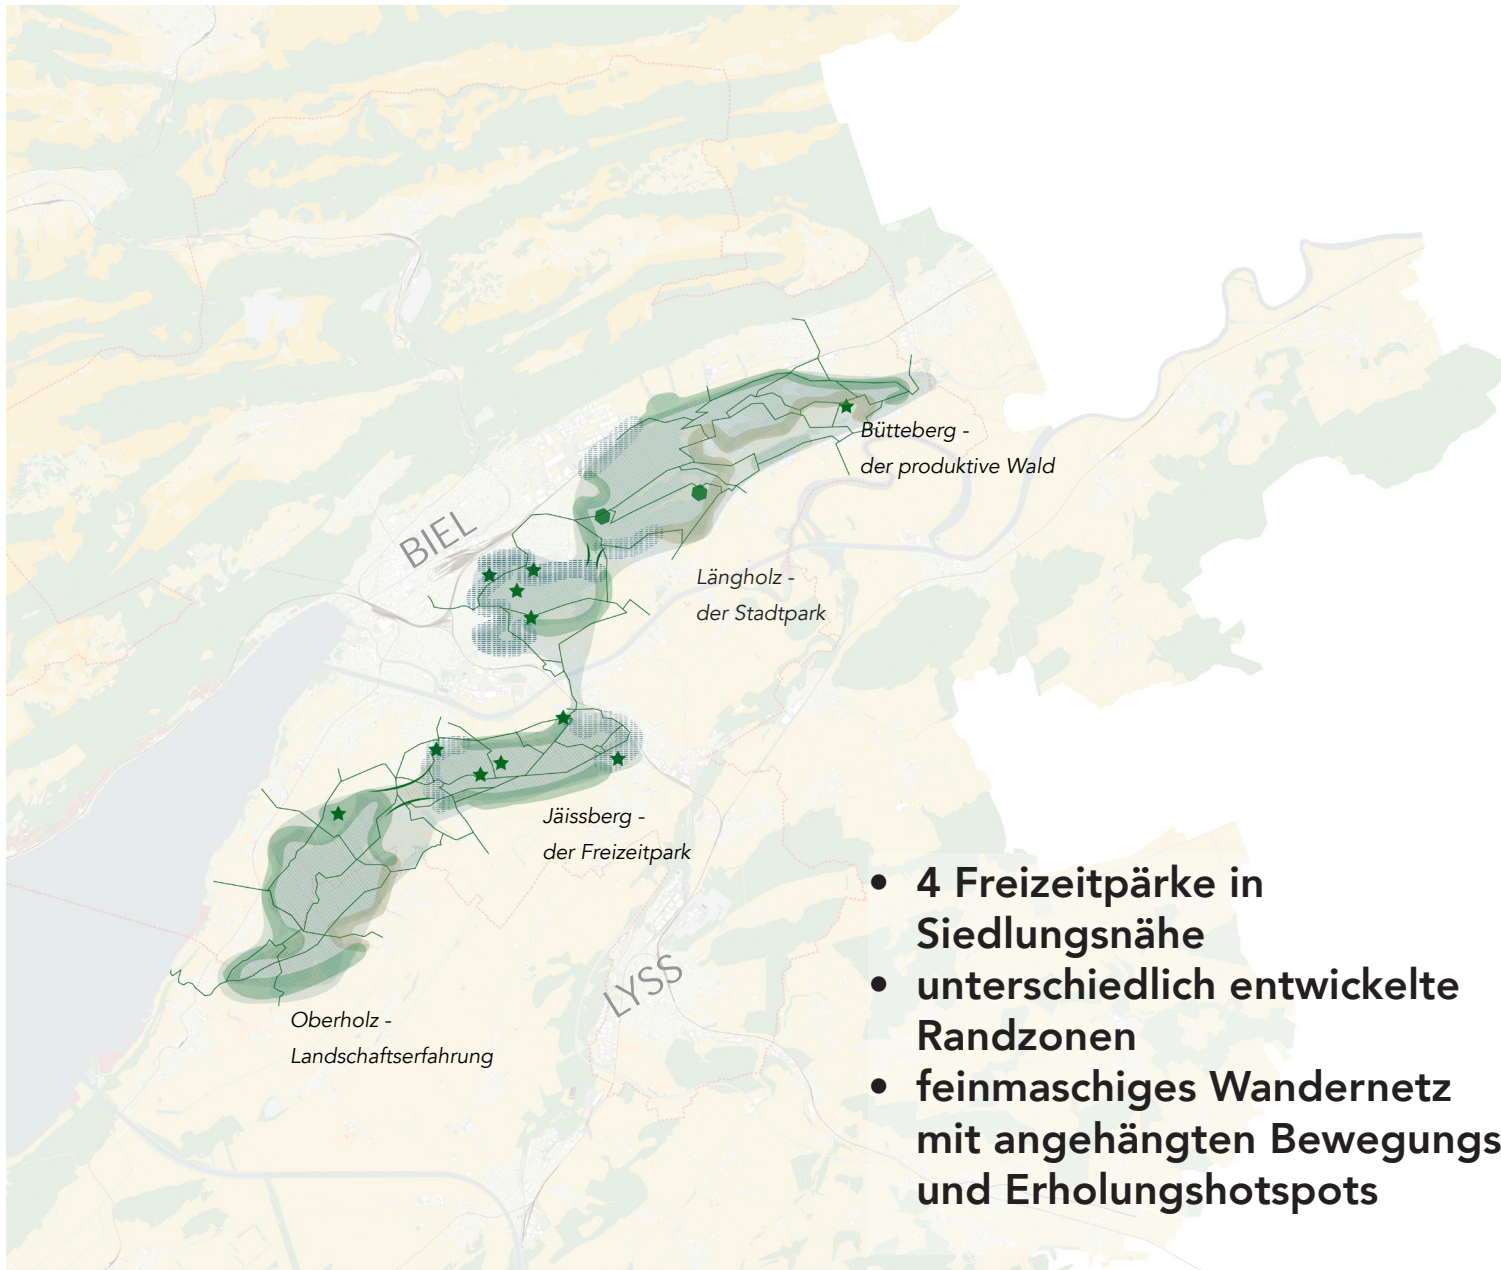 Bütteberg -
der produktive Wald
BIEL
Längholz -
der Stadtpark
Jäissberg -
der Freizeitpark
• 4 Freizeitpärke in
Siedlungsnähe
• unterschiedlich entwickelte
Randzonen
• feinmaschiges Wandernetz
mit angehängten Bewegungs
und Erholungshotspots
LYSS
Oberholz -
Landschaftserfahrung